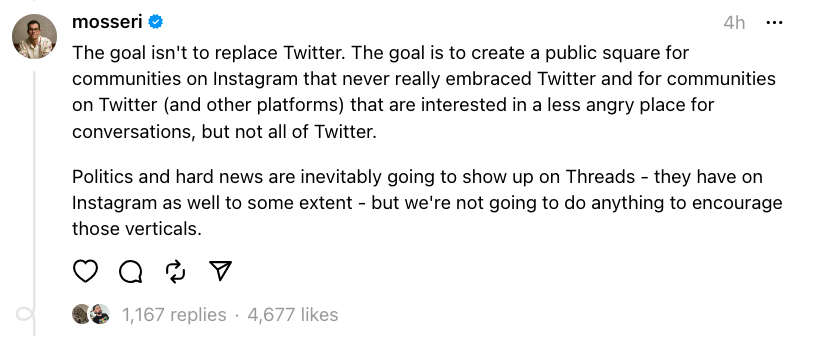 mosseri
4h
The goal isn't to replace Twitter. The goal is to create a public square for
communities on Instagram that never really embraced Twitter and for communities
on Twitter (and other platforms) that are interested in a less angry place for
conversations, but not all of Twitter.
Politics and hard news are inevitably going to show up on Threads - they have on
Instagram as well to some extent - but we're not going to do anything to encourage
those verticals.
1,167 replies · 4,677 likes